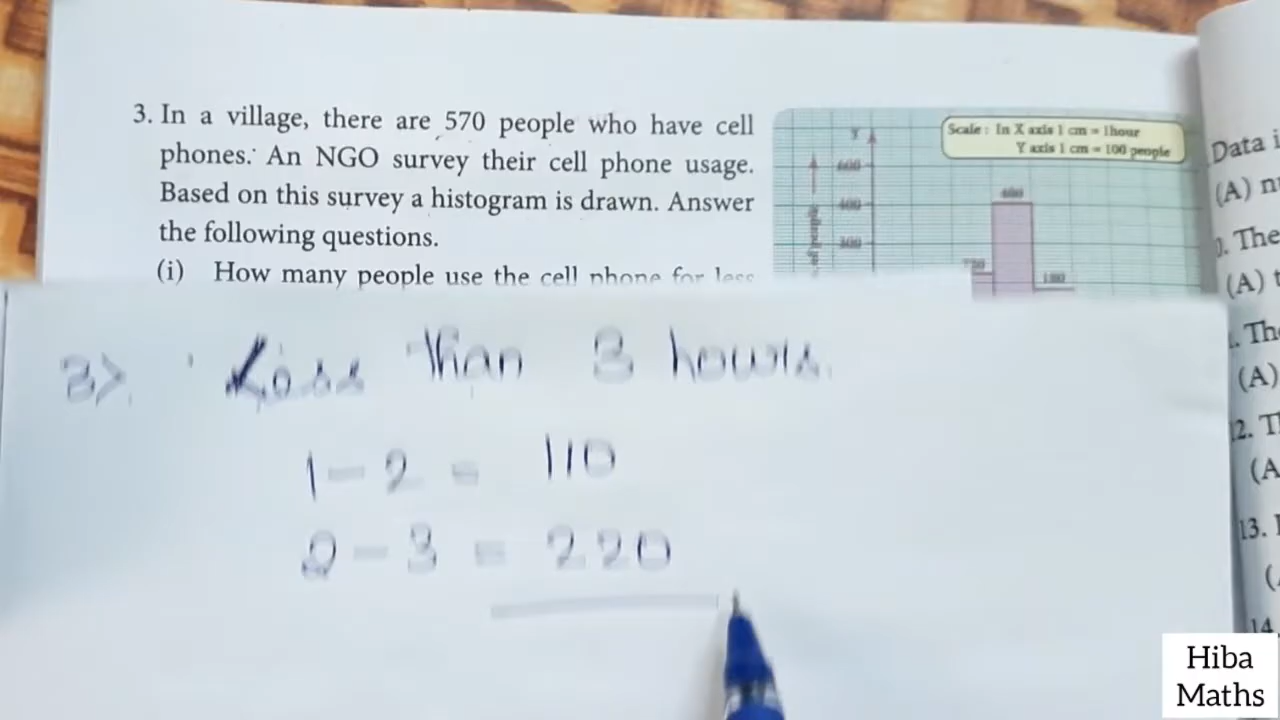 3. In a village, there are 570 people who have cell
phones. An NGO survey their cell phone usage.
Based on this survey a histogram is drawn. Answer
the following questions.
(i) How many people use the cell phone for less
Scale : In X axis 1 cm = 1hour
Y axis 1 cm = 100 people
Y
400
300
400
3) Less than 3 hours.
1 - 2 = 110
2 - 3 = 220
Data i
(A) n
. The
(A) t
. Th
(A)
2. T
(A
13.
14
Hiba
Maths